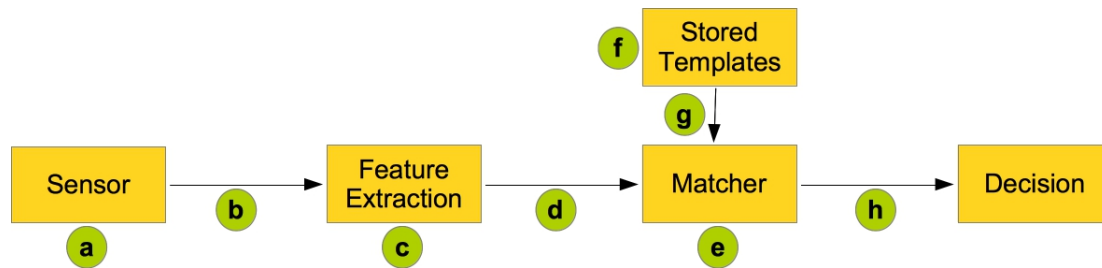 f
Stored
Templates
g
Sensor
Feature
Extraction
Matcher
Decision
b
d
h
a
c
e